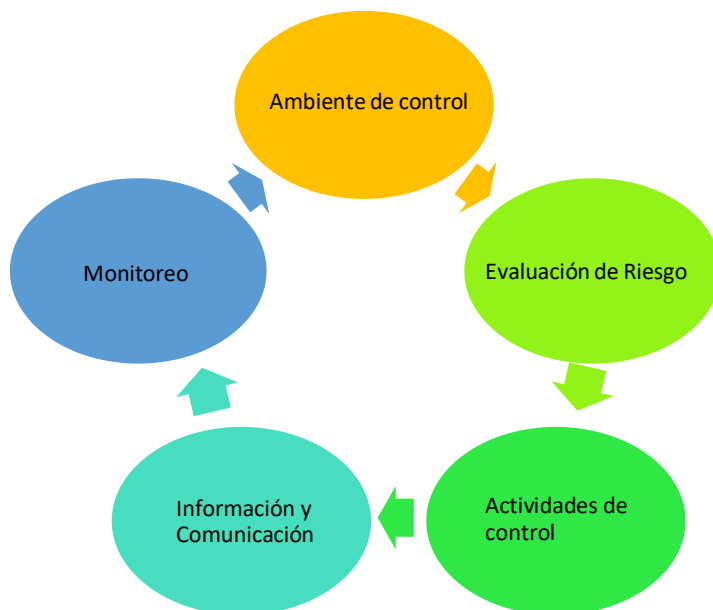 Ambiente de control
Evaluación de Riesgo
Actividades de
control
Información y
Comunicación
Monitoreo